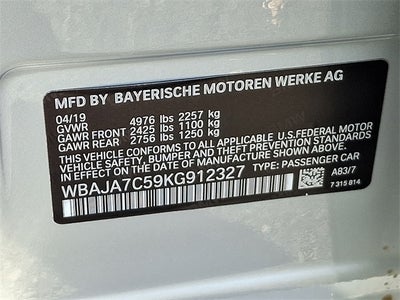 MFD BY BAYERISCHE MOTOREN WERKE AG
04/19 4976 lbs 2257 kg
GVWR
GAWR FRONT 2425 lbs 1100 kg
GAWR REAR 2756 lbs 1250 kg
THIS VEHICLE CONFORMS TO ALL APPLICABLE U.S.FEDERAL MOTOR
VEHICLE SAFETY, BUMPER, AND THEFT PREVENTION STANDARDS
IN EFFECT ON THE DATE OF MANUFACTURE SHOWN ABOVE.
WBAJA7C59KG912327 TYPE: PASSENGER CAR
A83/7
7 315 814